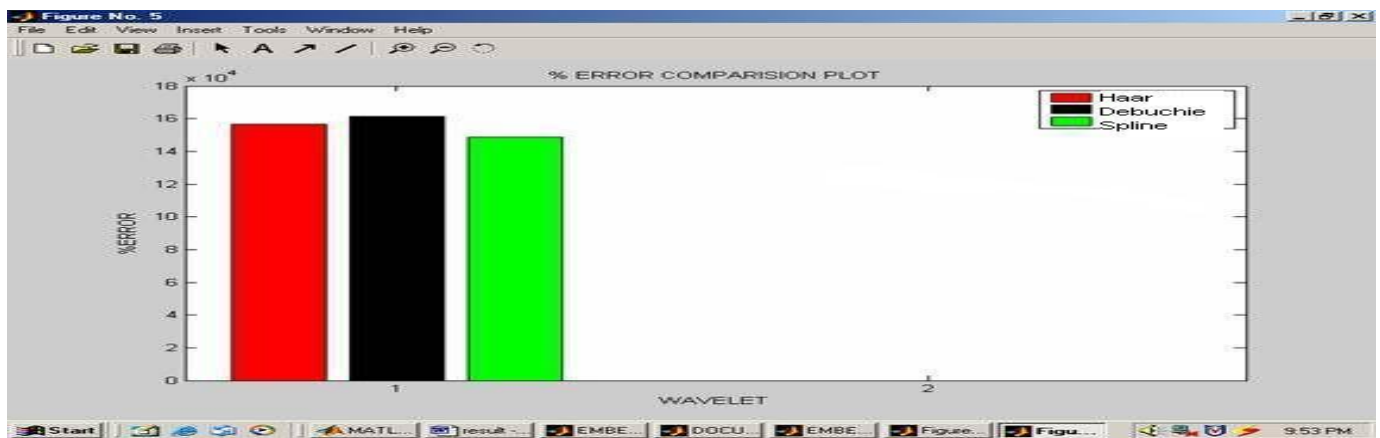 Figure No. 5
File Edit View Insert Tools Window Help
A
× 10⁴
% ERROR COMPARISION PLOT
18
16
14
12
10
8
6
4
2
0
%ERROR
Haar
Debuchie
Spline
1
2
WAVELET
Start MATL... result -... EMBE... DOCU... EMBE... Figure... Figu... 9:53 PM